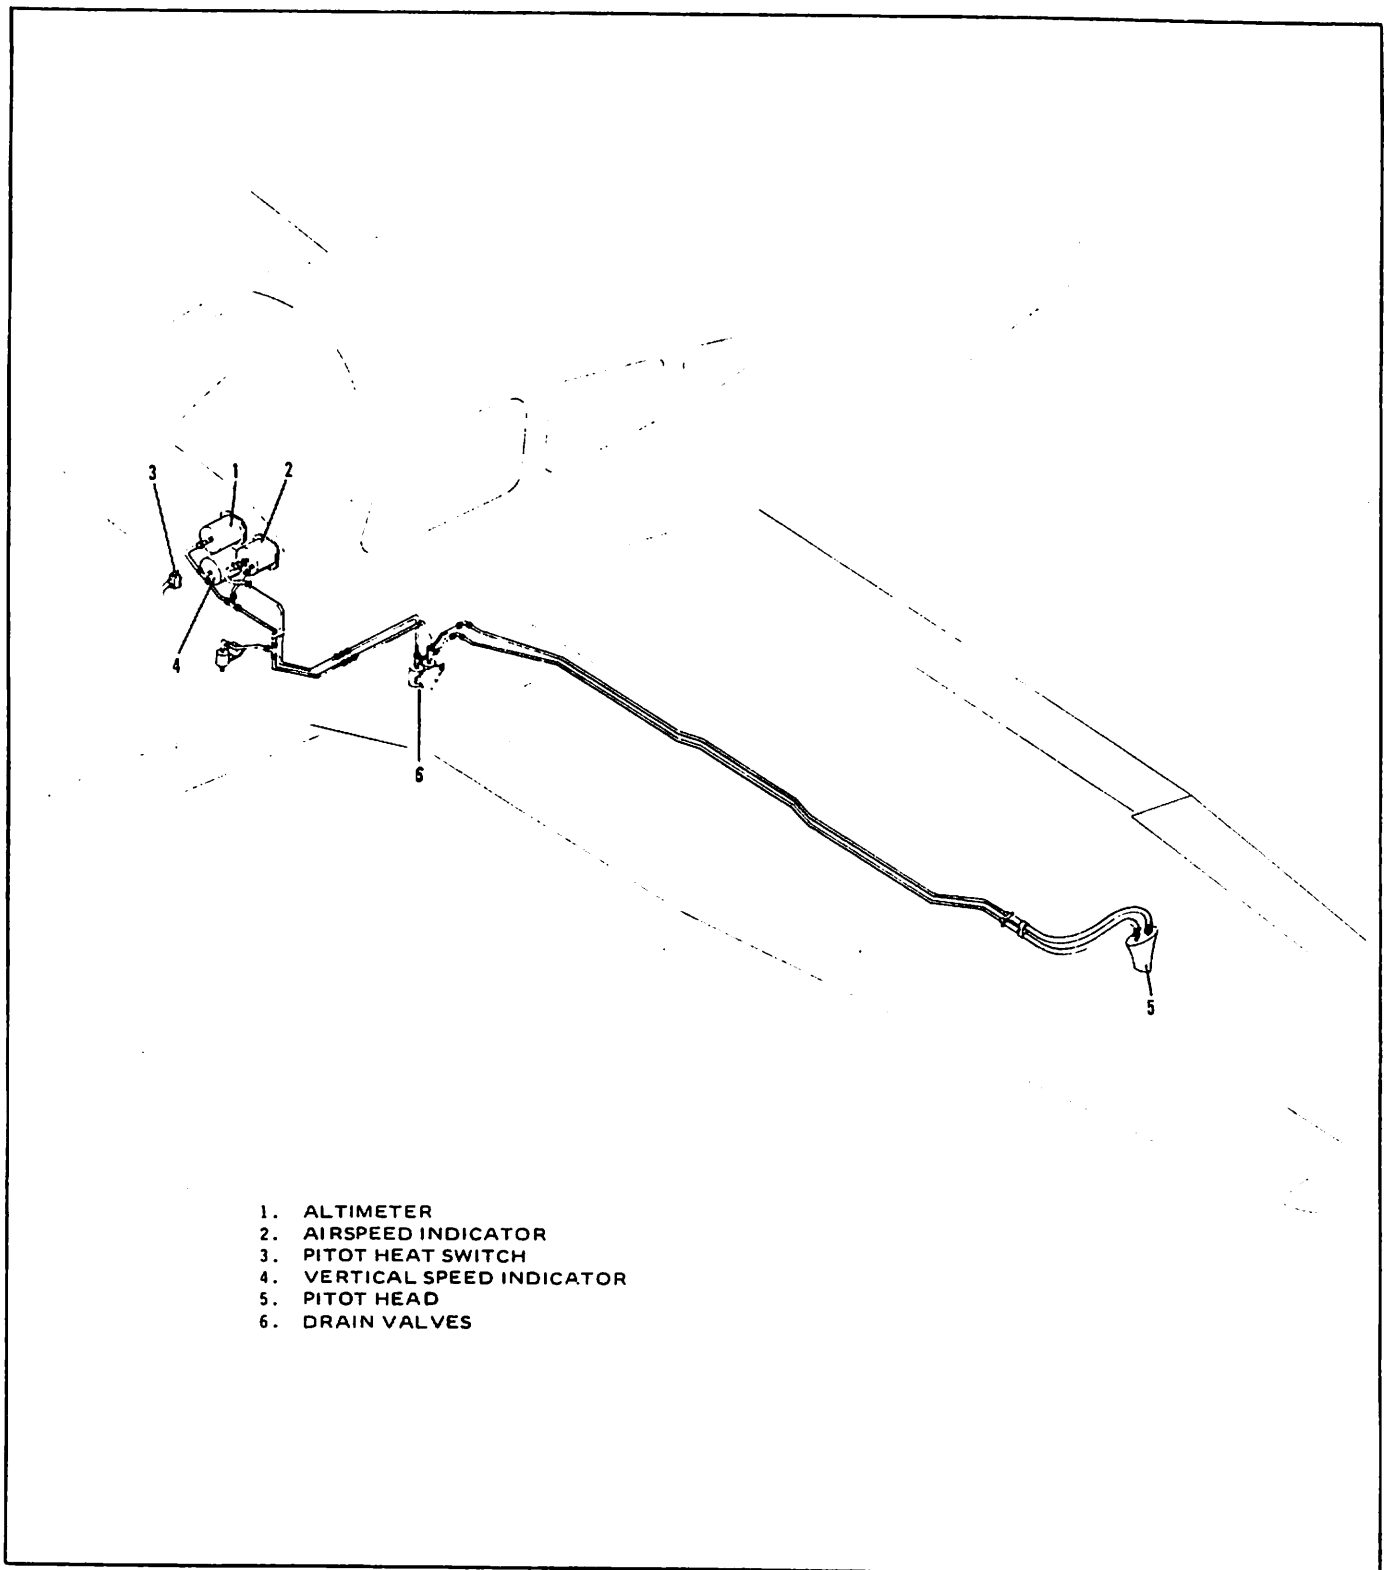 3 1 2
4
6
5
1. ALTIMETER
2. AIRSPEED INDICATOR
3. PITOT HEAT SWITCH
4. VERTICAL SPEED INDICATOR
5. PITOT HEAD
6. DRAIN VALVES